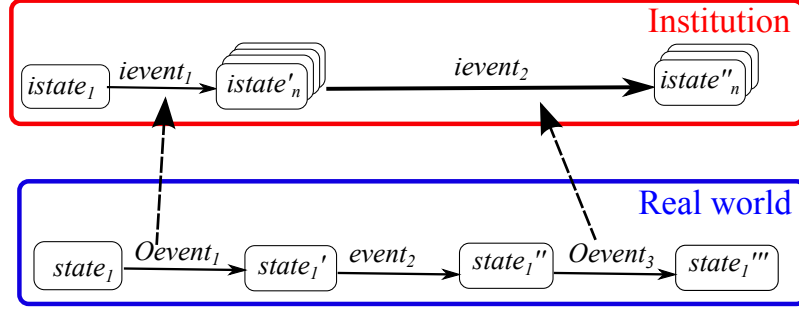 Institution
istate₁ ievent₁ istate'ₙ ievent₂ istate''ₙ
Real world
state₁ Oevent₁ state₁' event₂ state₁'' Oevent₃ state₁'''